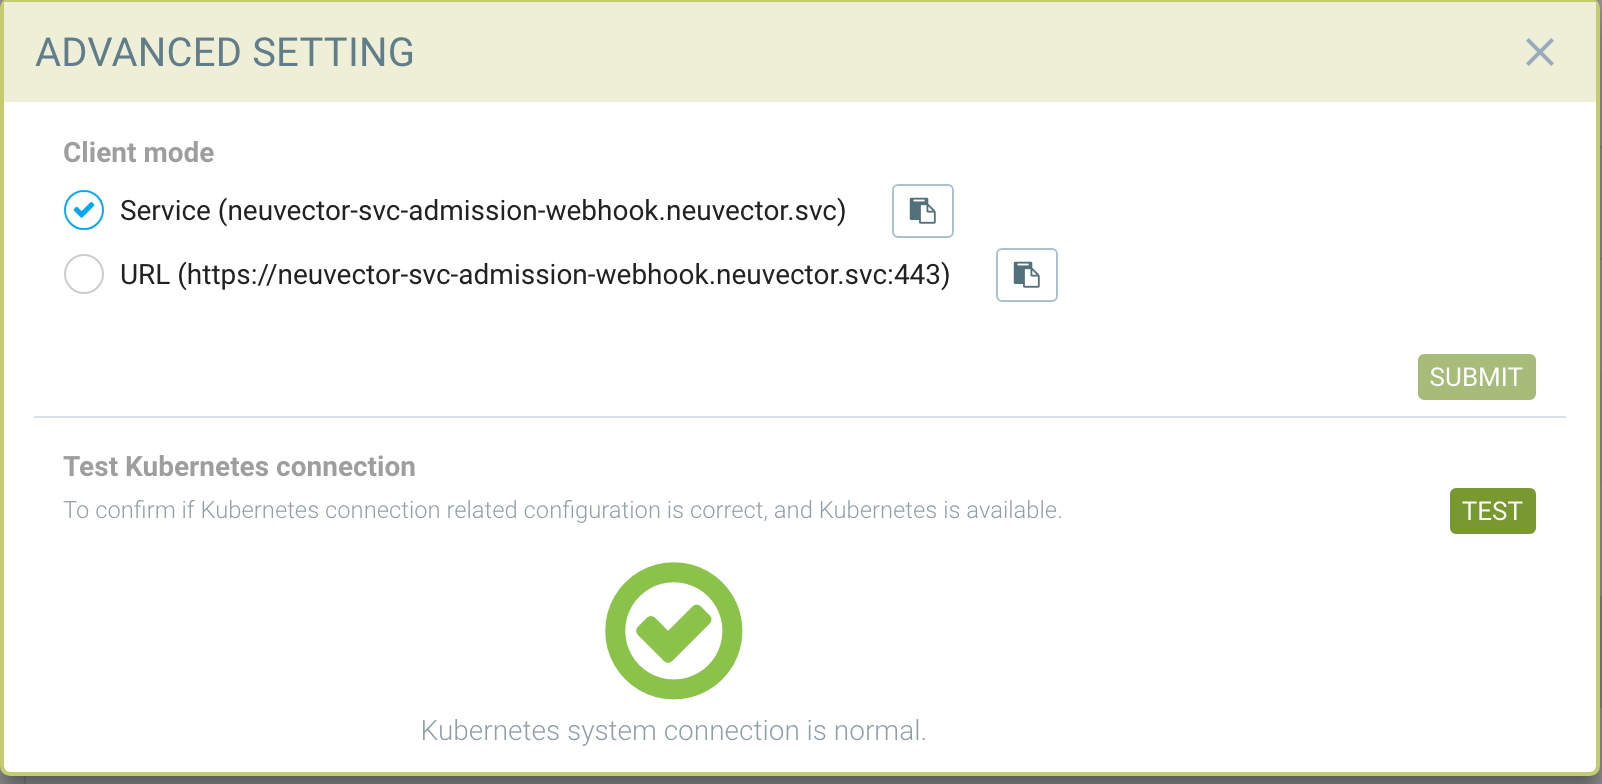 ADVANCED SETTING
Client mode
Service (neuvector-svc-admission-webhook.neuvector.svc)
URL (https://neuvector-svc-admission-webhook.neuvector.svc:443)
SUBMIT
Test Kubernetes connection
To confirm if Kubernetes connection related configuration is correct, and Kubernetes is available.
TEST
Kubernetes system connection is normal.